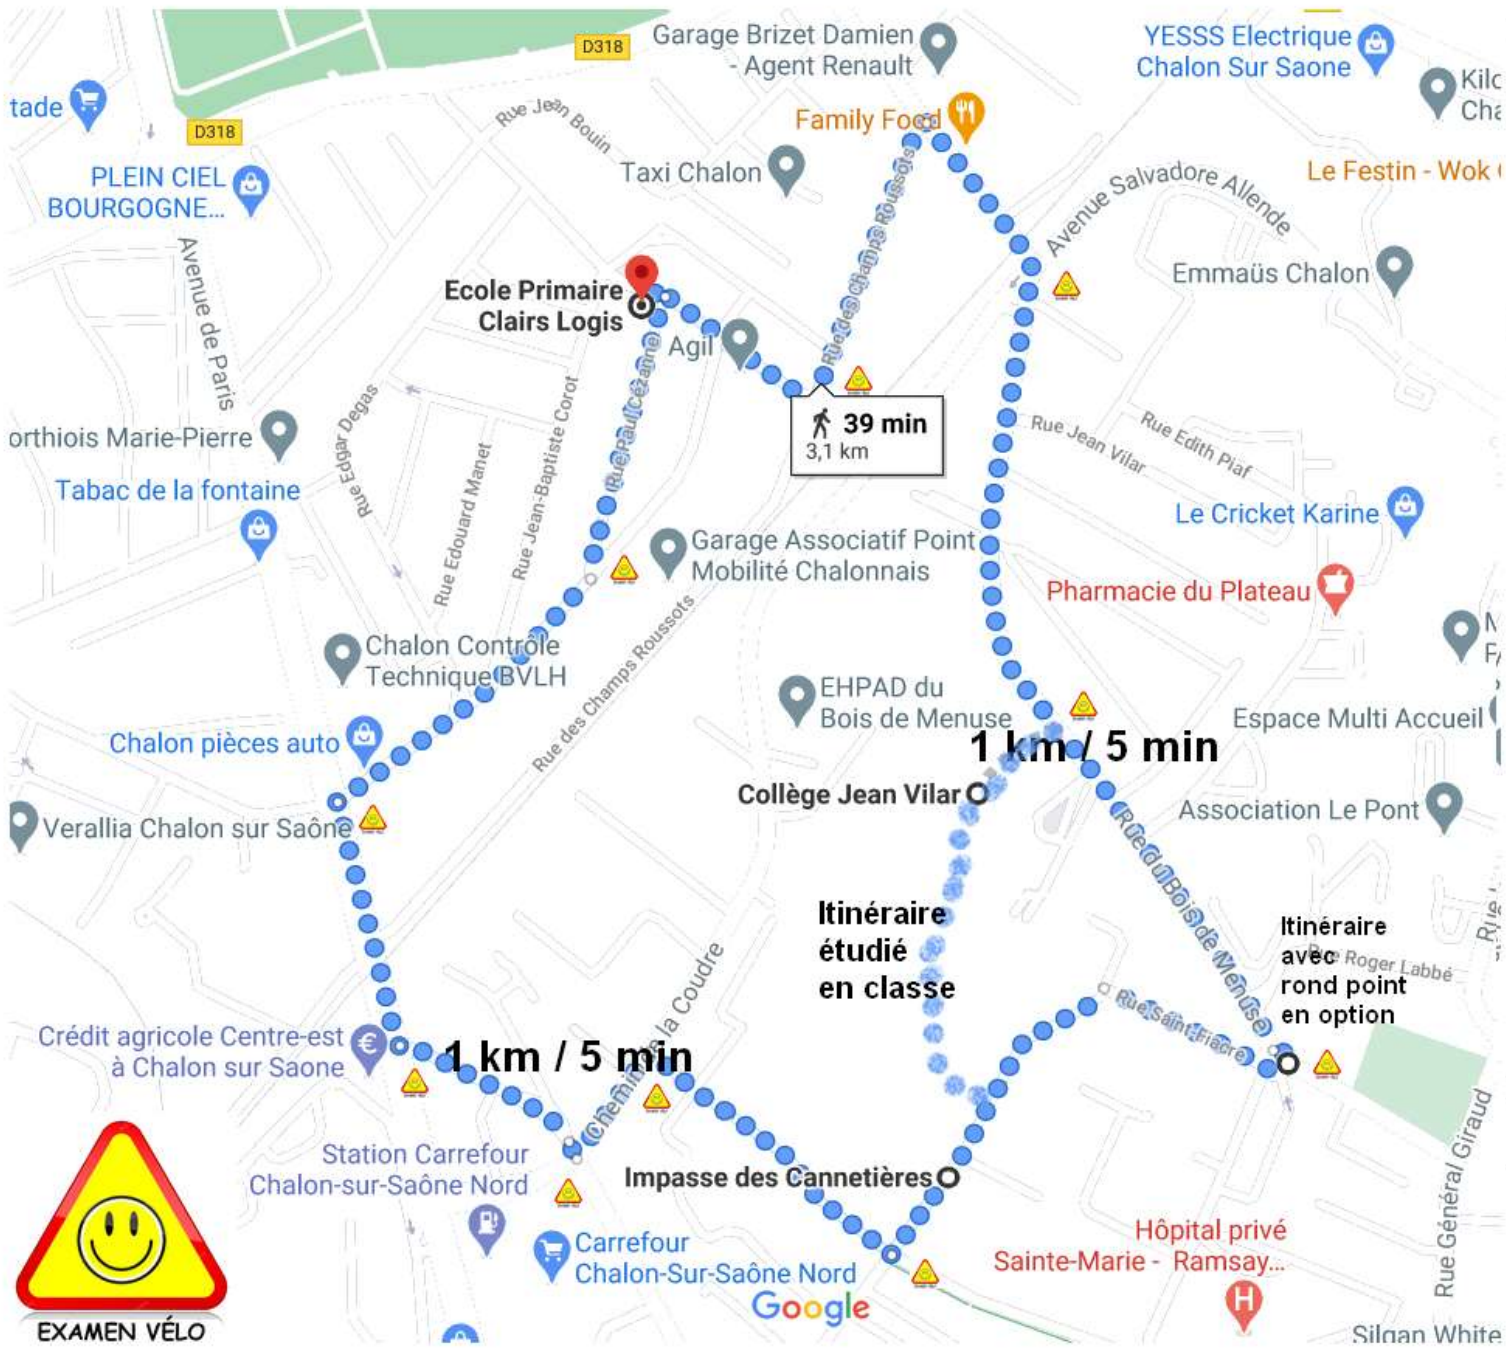 D318
Garage Brizet Damien
- Agent Renault
YESSS Electrique
Chalon Sur Saone
tade
D318
Rue Jean Bouin
Family Food
Taxi Chalon
PLEIN CIEL
BOURGOGNE...
Le Festin - Wok
Avenue Salvadore Allende
Avenue de Paris
Rue des Champs Roussots
Emmaüs Chalon
Ecole Primaire
Clairs Logis
Agil
39 min
3,1 km
Rue Edgar Degas
Rue Edouard Manet
Rue Jean-Baptiste Corot
Rue Paul Cézanne
Rue Jean Vilar
Rue Edith Piaf
orthiois Marie-Pierre
Tabac de la fontaine
Le Cricket Karine
Garage Associatif Point
Mobilité Chalonnais
Pharmacie du Plateau
Chalon Contrôle
Technique BVLH
Rue des Champs Roussots
EHPAD du
Bois de Menuse
Espace Multi Accueil
Chalon pièces auto
1 km / 5 min
Collège Jean Vilar
Association Le Pont
Verallia Chalon sur Saône
Rue du Bois de Menuse
Itinéraire
étudié
en classe
Itinéraire
avec
rond point
en option
Rue Roger Labbé
Chemin de la Coudre
Rue Saint-Fiacre
Crédit agricole Centre-est
à Chalon sur Saone
1 km / 5 min
Station Carrefour
Chalon-sur-Saône Nord
Impasse des Cannetières
Rue Général Giraud
Hôpital privé
Sainte-Marie - Ramsay...
H
Carrefour
Chalon-Sur-Saône Nord
Google
EXAMEN VÉLO
Silgan White